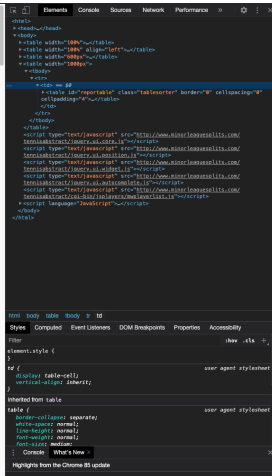 Elements Console Sources Network Performance »
<html>
▸<head>…</head>
▾<body>
▸<table width="100%">…</table>
▸<table width="100%" align="left">…</table>
▸<table width="600px">…</table>
▾<table width="1000px">
▾<tbody>
▾<tr>
▾<td> == $0
▸<table id="reportable" class="tablesorter" border="0" cellspacing="0"
cellpadding="4">…</table>
</td>
</tr>
</tbody>
</table>
<script type="text/javascript" src="http://www.minorleaguesplits.com/
tennisabstract/jquery.ui.core.js"></script>
<script type="text/javascript" src="http://www.minorleaguesplits.com/
tennisabstract/jquery.ui.position.js"></script>
<script type="text/javascript" src="http://www.minorleaguesplits.com/
tennisabstract/jquery.ui.widget.js"></script>
<script type="text/javascript" src="http://www.minorleaguesplits.com/
tennisabstract/jquery.ui.autocomplete.js"></script>
<script type="text/javascript" src="http://www.minorleaguesplits.com/
tennisabstract/cgi-bin/jsplayers/mwplayerlist.js"></script>
▸<script language="JavaScript">…</script>
</body>
</html>
html body table tbody tr td
Styles Computed Event Listeners DOM Breakpoints Properties Accessibility
Filter :hov .cls +
element.style {
}
td { user agent stylesheet
display: table-cell;
vertical-align: inherit;
}
Inherited from table
table { user agent stylesheet
border-collapse: separate;
white-space: normal;
line-height: normal;
font-weight: normal;
font-size: medium;
Console What's New ×
Highlights from the Chrome 85 update